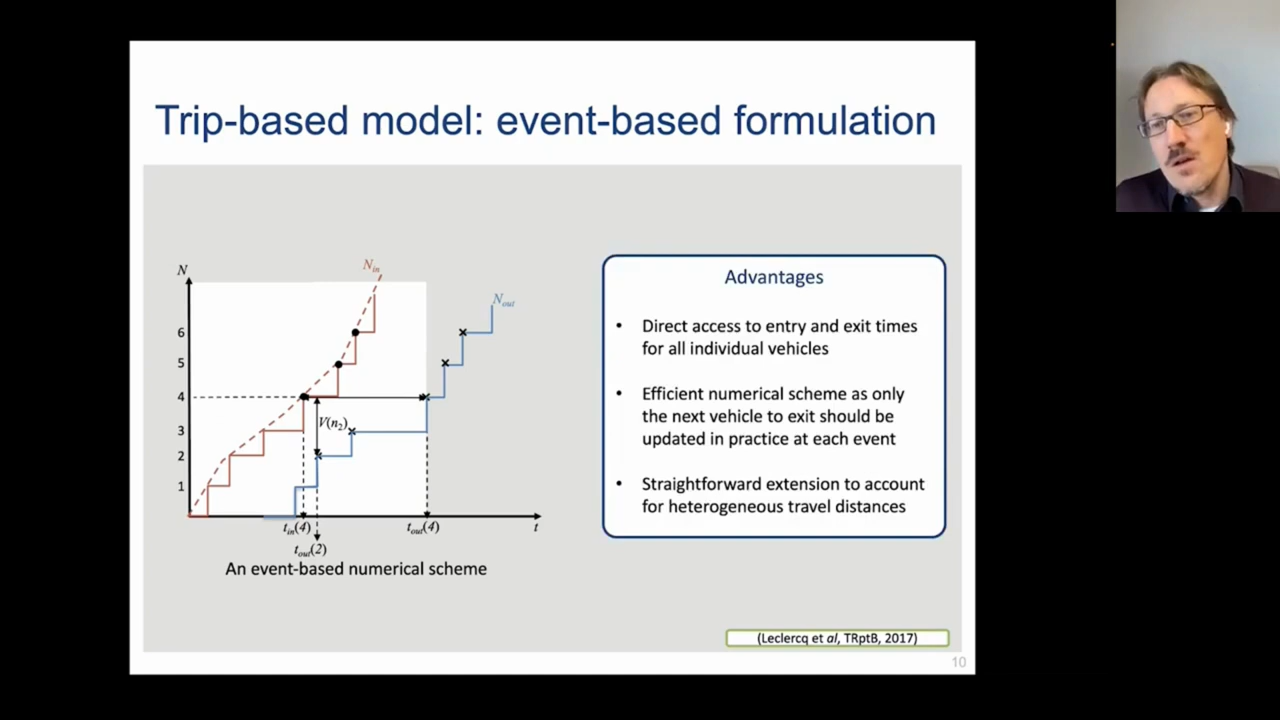 Trip-based model: event-based formulation
N
N_in
N_out
6
5
4
3
2
1
V(n₂)
t_in(4)
t_out(4)
t
t_out(2)
An event-based numerical scheme
Advantages
• Direct access to entry and exit times
for all individual vehicles
• Efficient numerical scheme as only
the next vehicle to exit should be
updated in practice at each event
• Straightforward extension to account
for heterogeneous travel distances
(Leclercq et al, TRptB, 2017)
10